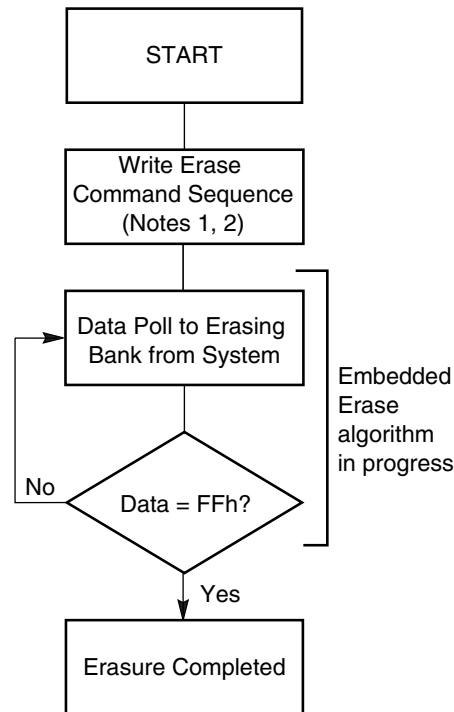 START
Write Erase
Command Sequence
(Notes 1, 2)
Data Poll to Erasing
Bank from System
Embedded
Erase
algorithm
in progress
No
Data = FFh?
Yes
Erasure Completed